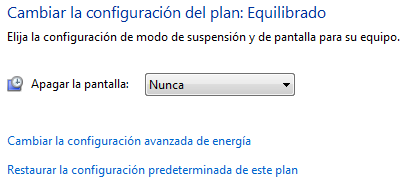 Cambiar la configuración del plan: Equilibrado
Elija la configuración de modo de suspensión y de pantalla para su equipo.
Apagar la pantalla: Nunca
Cambiar la configuración avanzada de energía
Restaurar la configuración predeterminada de este plan